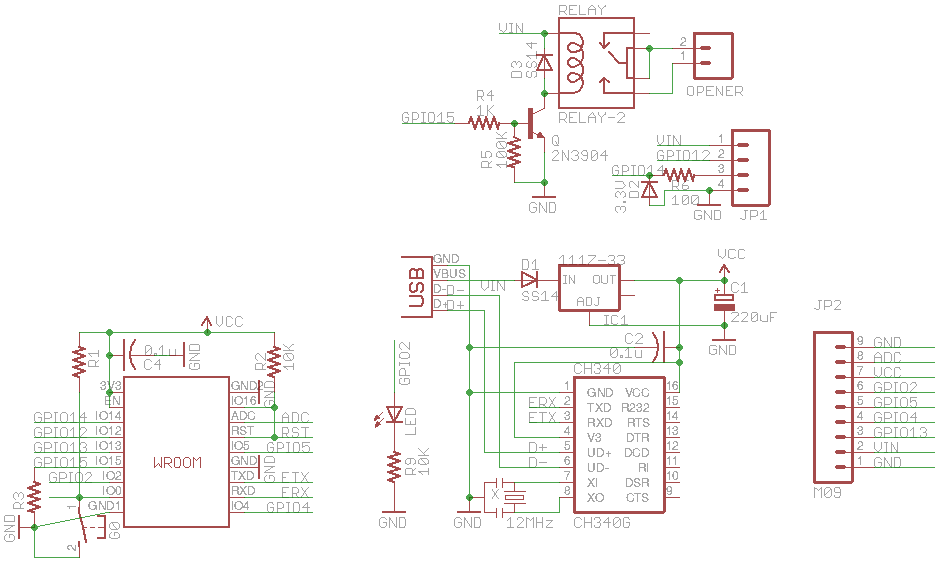 RELAY
VIN
D3
SS14
2
1
OPENER
R4
1K
GPIO15
RELAY-2
R5
100K
Q
2N3904
GND
VIN
GPIO12
GPIO14
R6
100
3.3V
D2
GND
1
2
3
4
JP1
USB
GND
VBUS
D-
D-
D+
D+
VIN
D1
SS14
111Z-33
IN
OUT
ADJ
IC1
VCC
C1
+
220uF
GND
C2
0.1u
CH340
1
GND
VCC
16
FRX
2
TXD
R232
15
FTX
3
RXD
RTS
14
4
V3
DTR
13
D+
5
UD+
DCD
12
D-
6
UD-
RI
11
7
XI
DSR
10
8
XO
CTS
9
CH340G
X
12MHz
GND
GPIO2
LED
R9
10K
GND
VCC
R1
0.1u
C4
GND
R2
10K
3V3
GND2
GND
EN
IO16
GPIO14
IO14
ADC
ADC
GPIO12
IO12
RST
RST
GPIO13
IO13
IO5
GPIO5
GPIO15
IO15
GND
GND
GPIO2
IO2
TXD
FTX
IO0
RXD
FRX
GND1
IO4
GPIO4
WROOM
R3
GND
1
2
G0
JP2
9
GND
8
ADC
7
VCC
6
GPIO2
5
GPIO5
4
GPIO4
3
GPIO13
2
VIN
1
GND
M09